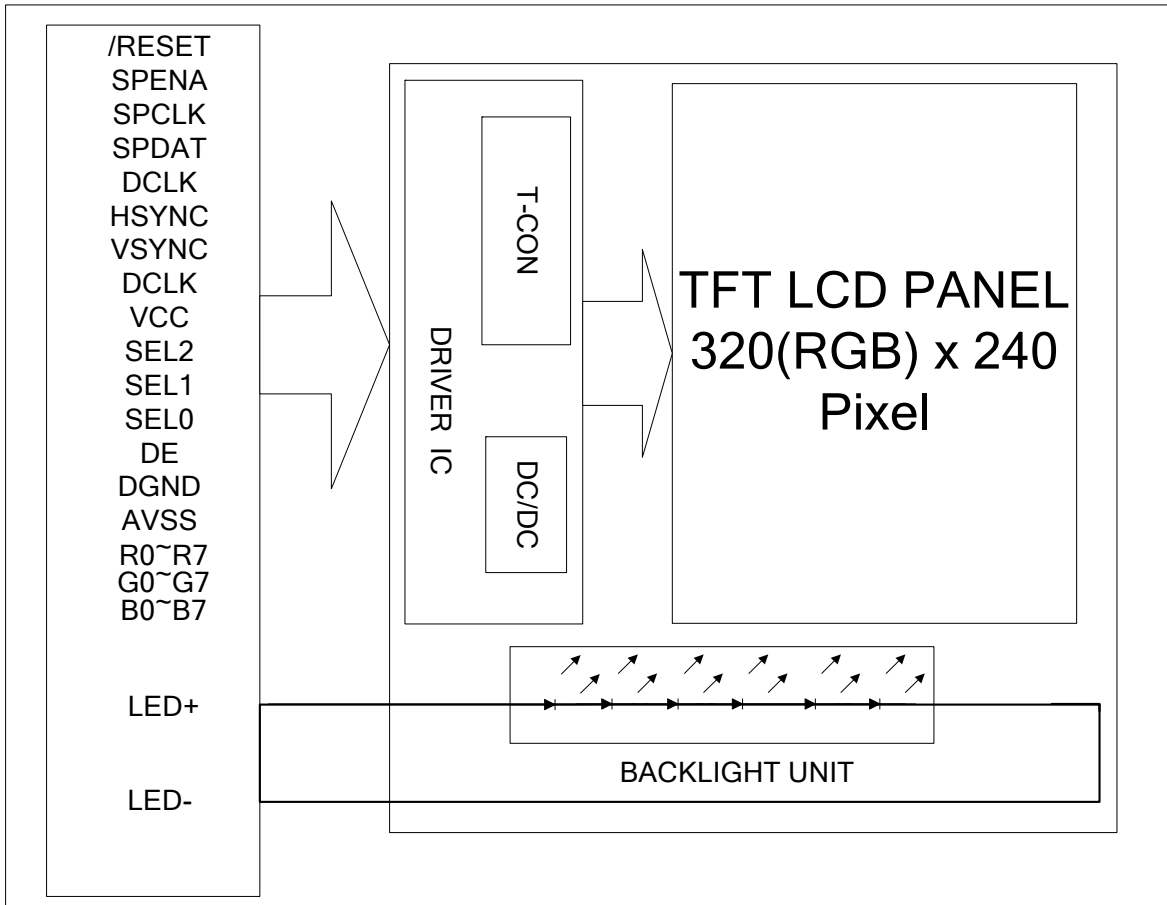 /RESET
SPENA
SPCLK
SPDAT
DCLK
HSYNC
VSYNC
DCLK
VCC
SEL2
SEL1
SEL0
DE
DGND
AVSS
R0~R7
G0~G7
B0~B7
LED+
LED-
DRIVER IC
T-CON
DC/DC
TFT LCD PANEL
320(RGB) x 240
Pixel
BACKLIGHT UNIT